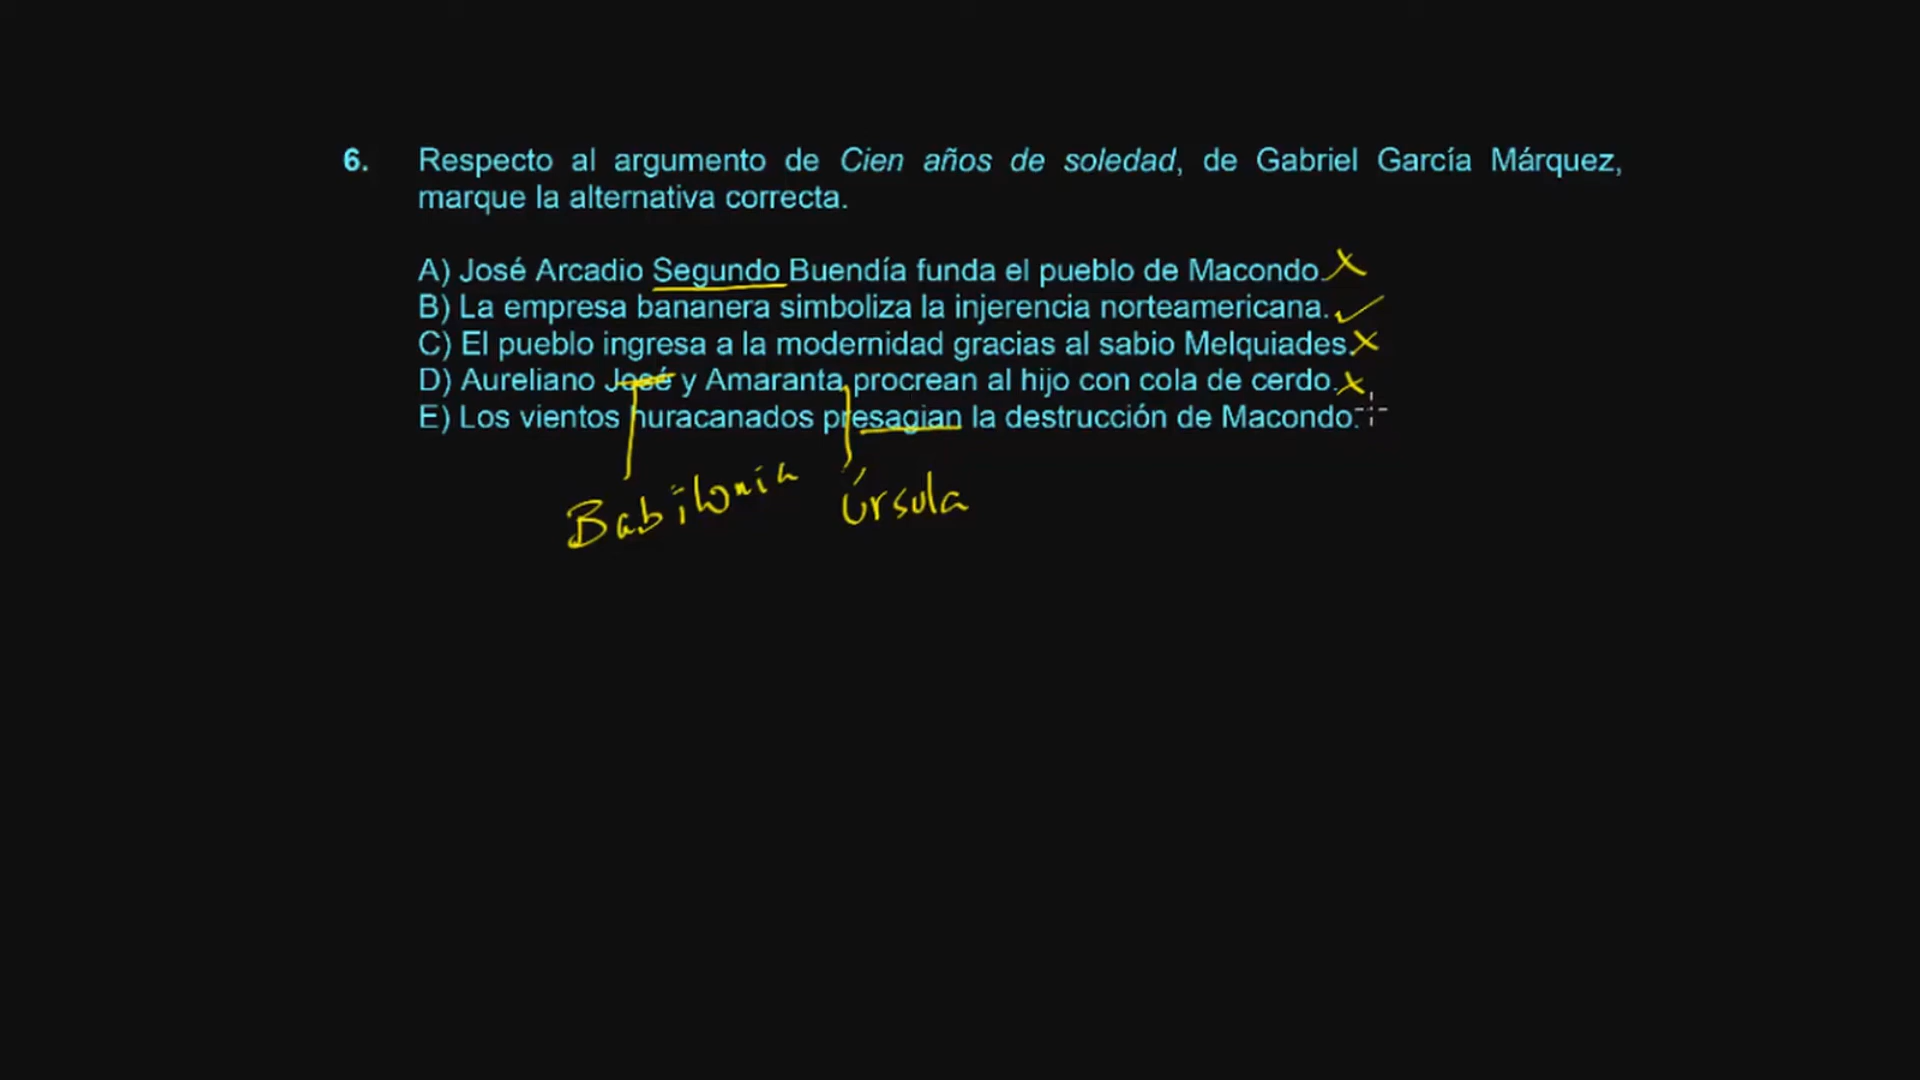 6. Respecto al argumento de Cien años de soledad, de Gabriel García Márquez,
marque la alternativa correcta.
A) José Arcadio Segundo Buendía funda el pueblo de Macondo.
B) La empresa bananera simboliza la injerencia norteamericana.
C) El pueblo ingresa a la modernidad gracias al sabio Melquiades.
D) Aureliano José y Amaranta procrean al hijo con cola de cerdo.
E) Los vientos huracanados presagian la destrucción de Macondo.
Babilonia Úrsula